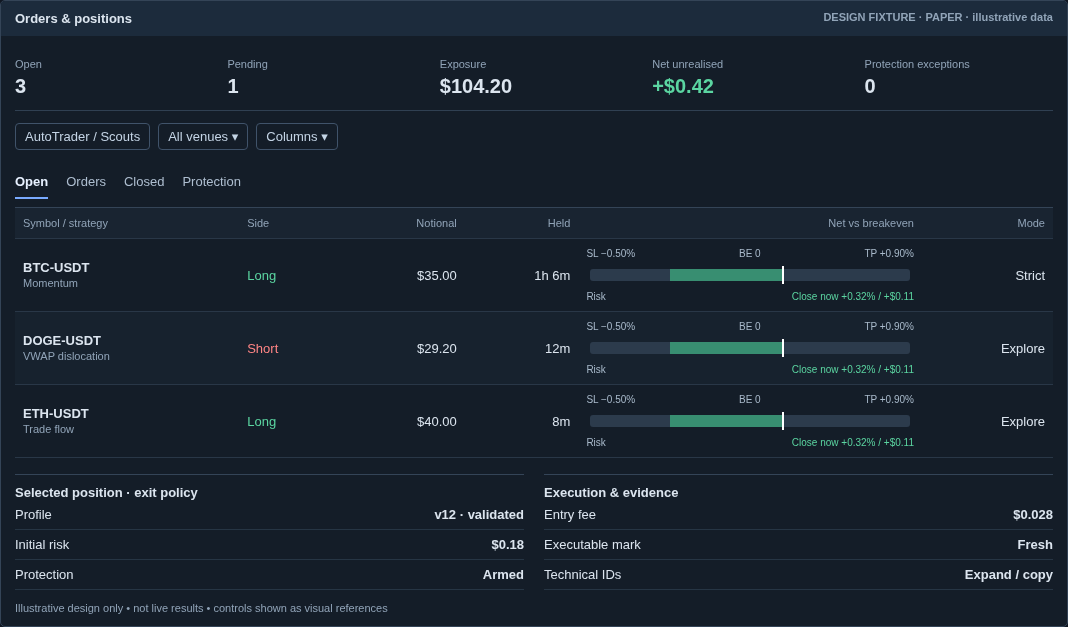 Orders & positions
DESIGN FIXTURE · PAPER · illustrative data
Open Pending Exposure Net unrealised Protection exceptions
3 1 $104.20 +$0.42 0
AutoTrader / Scouts All venues ▾ Columns ▾
Open Orders Closed Protection
Symbol / strategy Side Notional Held Net vs breakeven Mode
SL −0.50% BE 0 TP +0.90%
BTC-USDT
Momentum
Long $35.00 1h 6m Strict
Risk Close now +0.32% / +$0.11
SL −0.50% BE 0 TP +0.90%
DOGE-USDT
VWAP dislocation
Short $29.20 12m Explore
Risk Close now +0.32% / +$0.11
SL −0.50% BE 0 TP +0.90%
ETH-USDT
Trade flow
Long $40.00 8m Explore
Risk Close now +0.32% / +$0.11
Selected position · exit policy
Profile v12 · validated
Initial risk $0.18
Protection Armed
Execution & evidence
Entry fee $0.028
Executable mark Fresh
Technical IDs Expand / copy
Illustrative design only • not live results • controls shown as visual references